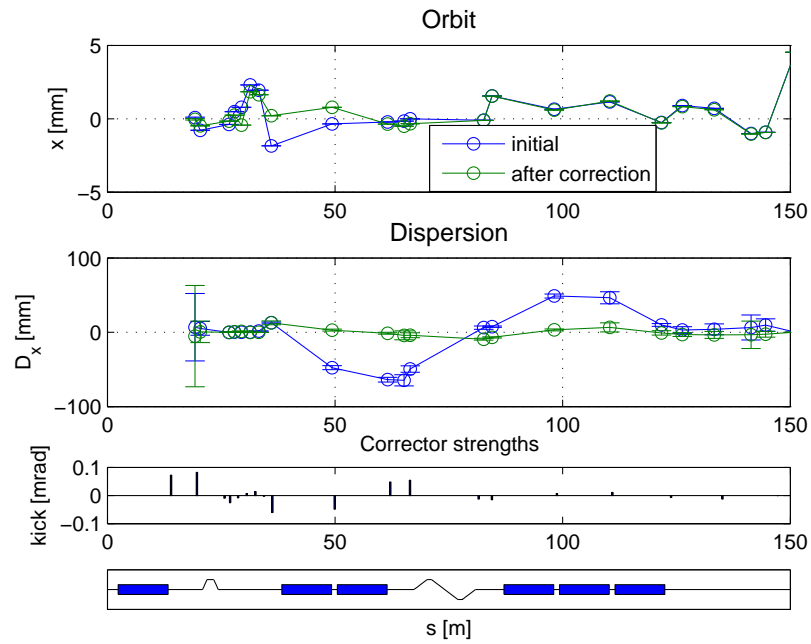 Orbit
5
0
−5
x [mm]
initial
after correction
0
50
100
150
Dispersion
100
0
−100
D_x [mm]
0
50
100
150
Corrector strengths
0.1
0
−0.1
kick [mrad]
0
50
100
150
s [m]